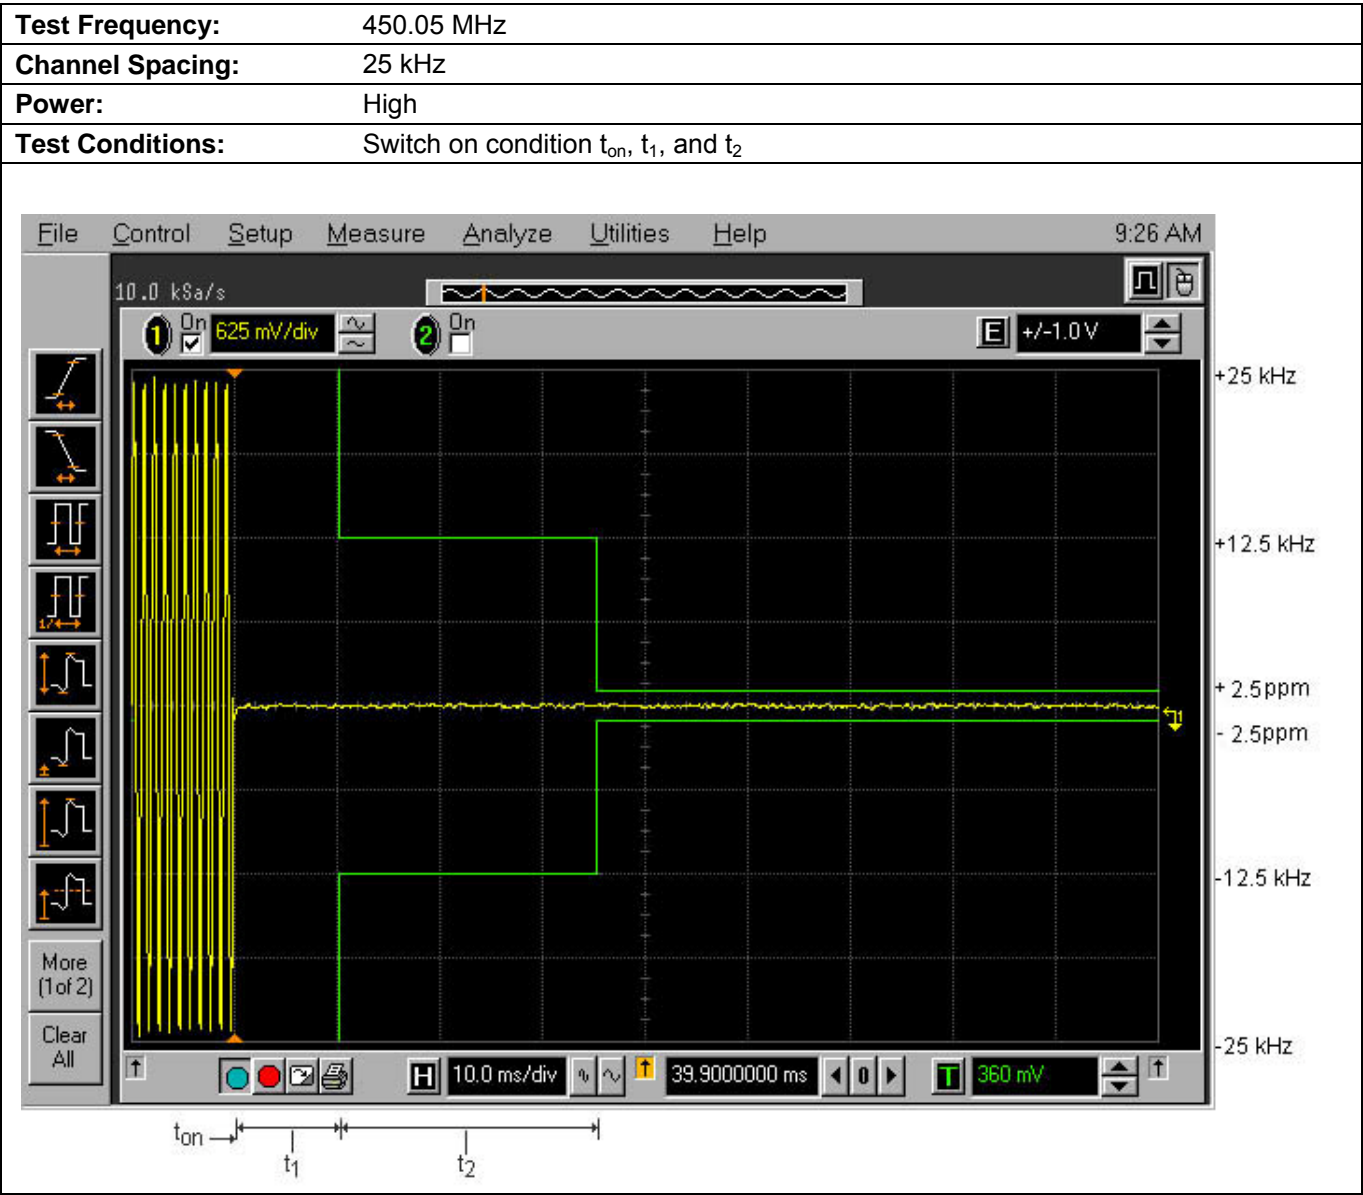 Test Frequency: 450.05 MHz
Channel Spacing: 25 kHz
Power: High
Test Conditions: Switch on condition ton, t1, and t2
File Control Setup Measure Analyze Utilities Help 9:26 AM
10.0 kSa/s
1 On 625 mV/div 2 On E +/-1.0 V
+25 kHz
+12.5 kHz
1/
+ 2.5ppm
- 2.5ppm
-12.5 kHz
More
(1of 2)
Clear
All
-25 kHz
H 10.0 ms/div 39.9000000 ms 0 T 360 mV
ton t1 t2